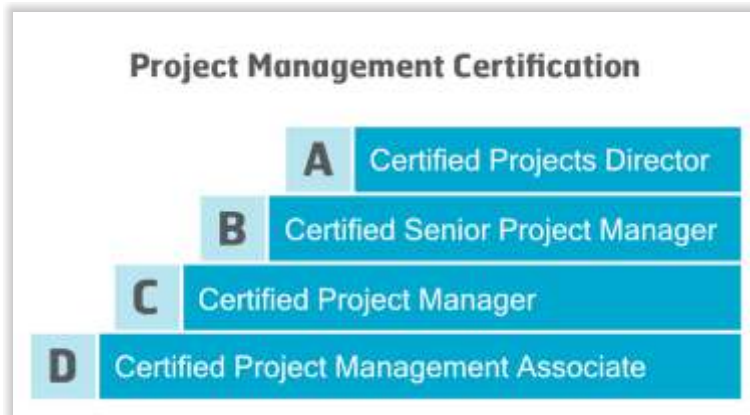 Project Management Certification
A Certified Projects Director
B Certified Senior Project Manager
C Certified Project Manager
D Certified Project Management Associate